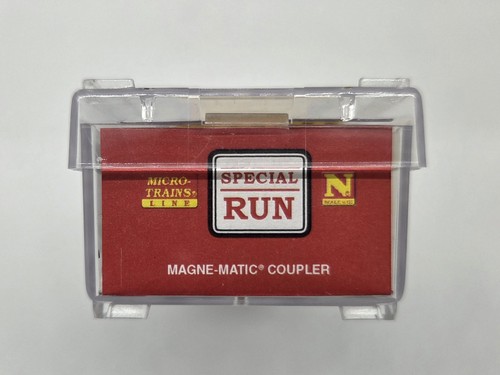 MICRO-
TRAINS®
LINE
SPECIAL
RUN
N
MAGNE-MATIC® COUPLER